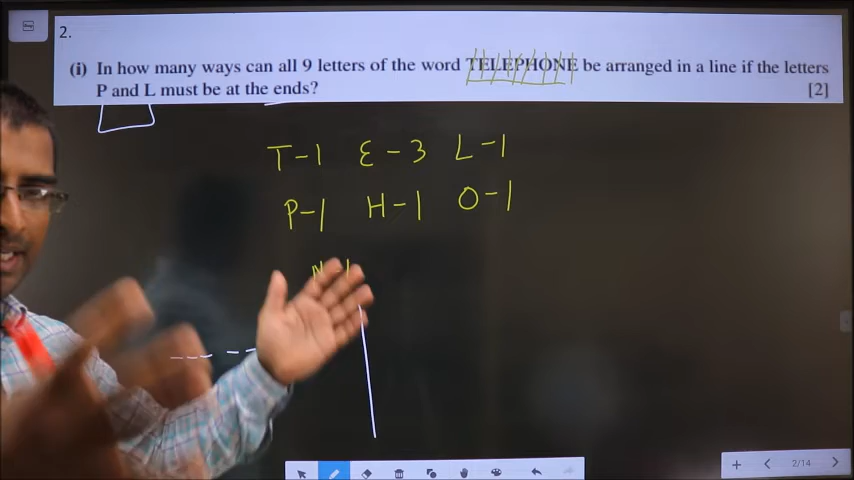 2.
(i) In how many ways can all 9 letters of the word TELEPHONE be arranged in a line if the letters
P and L must be at the ends? [2]
T-1 E-3 L-1
P-1 H-1 O-1
N-1
2/14